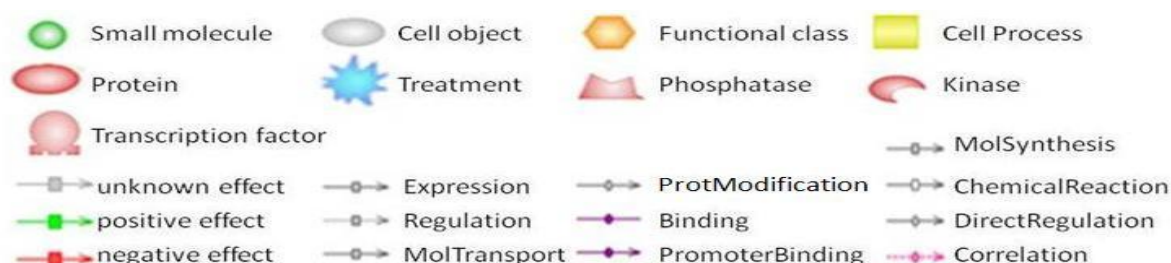 Small molecule Cell object Functional class Cell Process
Protein Treatment Phosphatase Kinase
Transcription factor
MolSynthesis
unknown effect Expression ProtModification ChemicalReaction
positive effect Regulation Binding DirectRegulation
negative effect MolTransport PromoterBinding Correlation